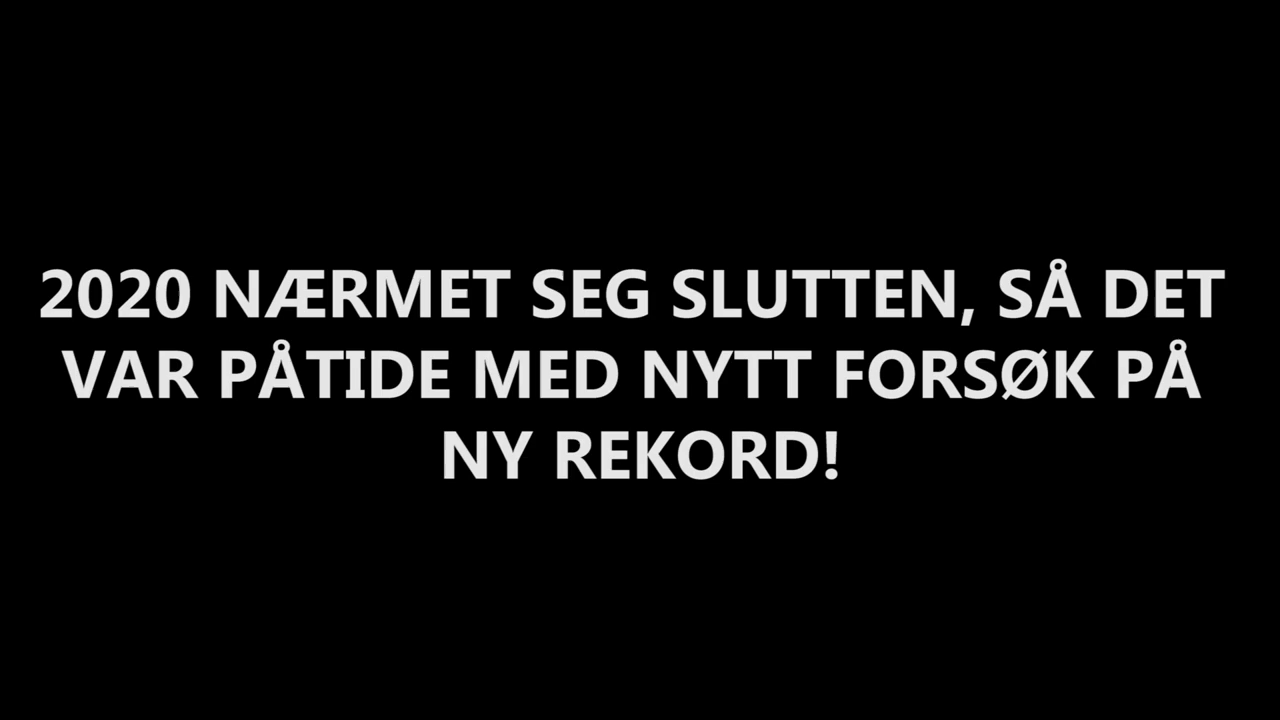 2020 NÆRMET SEG SLUTTEN, SÅ DET
VAR PÅTIDE MED NYTT FORSØK PÅ
NY REKORD!